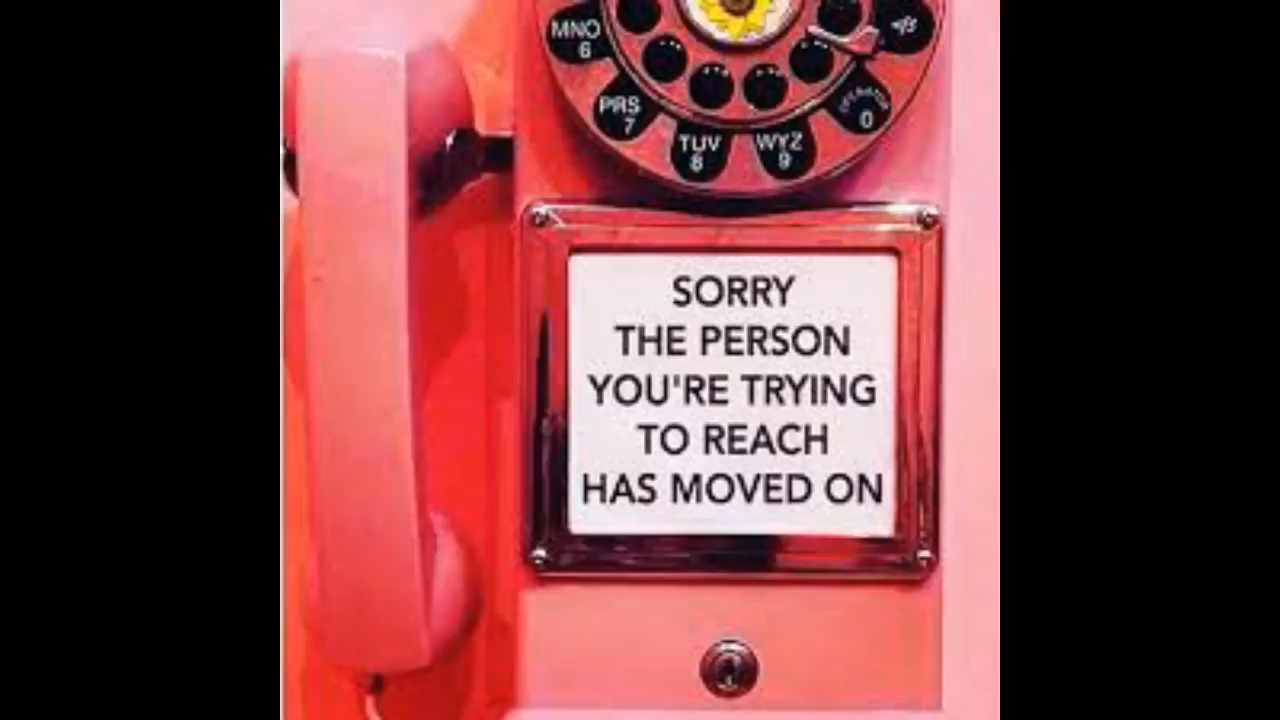 MNO
6
PRS
7
TUV
8
WYZ
9
OPERATOR
0
SORRY
THE PERSON
YOU'RE TRYING
TO REACH
HAS MOVED ON